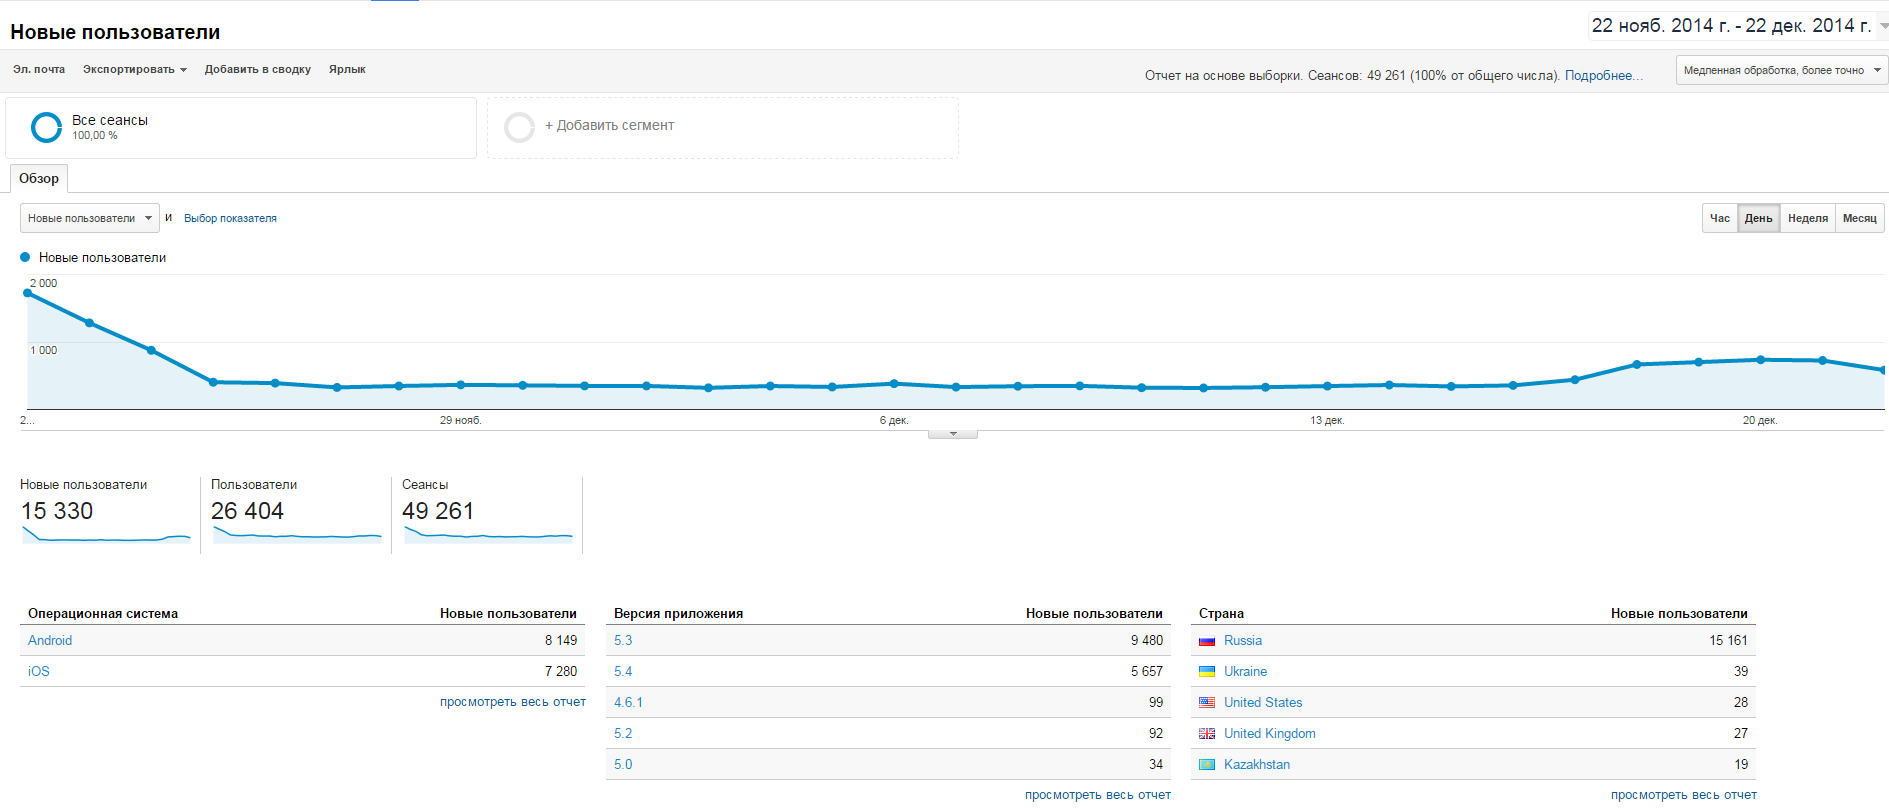 Новые пользователи
22 нояб. 2014 г. - 22 дек. 2014 г.
Эл. почта Экспортировать Добавить в сводку Ярлык
Отчет на основе выборки. Сеансов: 49 261 (100% от общего числа). Подробнее...
Медленная обработка, более точно
Все сеансы
100,00 %
+ Добавить сегмент
Обзор
Новые пользователи и Выбор показателя
Час День Неделя Месяц
Новые пользователи
2 000
1 000
2... 29 нояб. 6 дек. 13 дек. 20 дек.
Новые пользователи
15 330
Пользователи
26 404
Сеансы
49 261
Операционная система Новые пользователи
Android 8 149
iOS 7 280
просмотреть весь отчет
Версия приложения Новые пользователи
5.3 9 480
5.4 5 657
4.6.1 99
5.2 92
5.0 34
просмотреть весь отчет
Страна Новые пользователи
Russia 15 161
Ukraine 39
United States 28
United Kingdom 27
Kazakhstan 19
просмотреть весь отчет